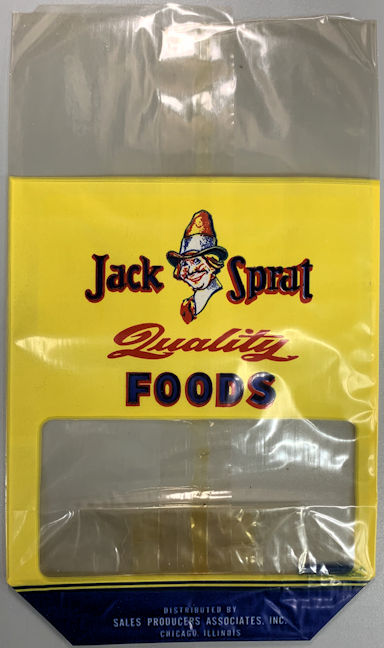 Jack Sprat
Quality
FOODS
DISTRIBUTED BY
SALES PRODUCERS ASSOCIATES, INC.
CHICAGO, ILLINOIS